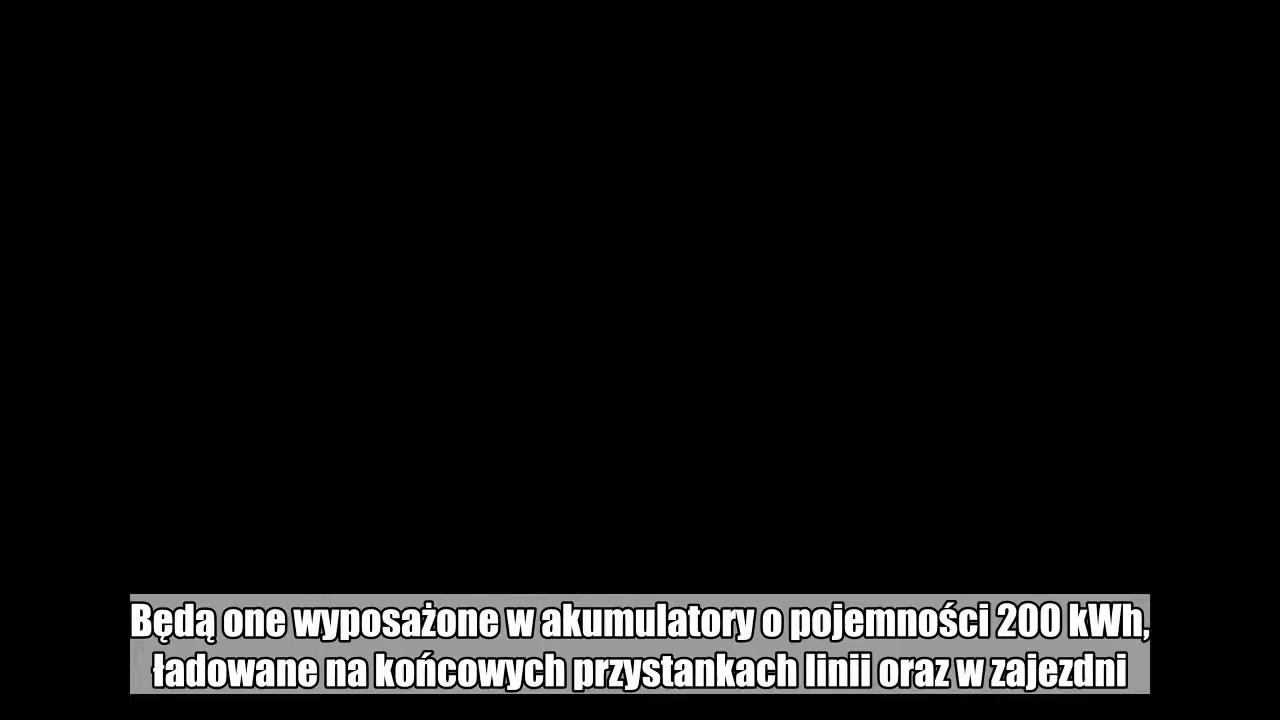 Będą one wyposażone w akumulatory o pojemności 200 kWh,
ładowane na końcowych przystankach linii oraz w zajezdni